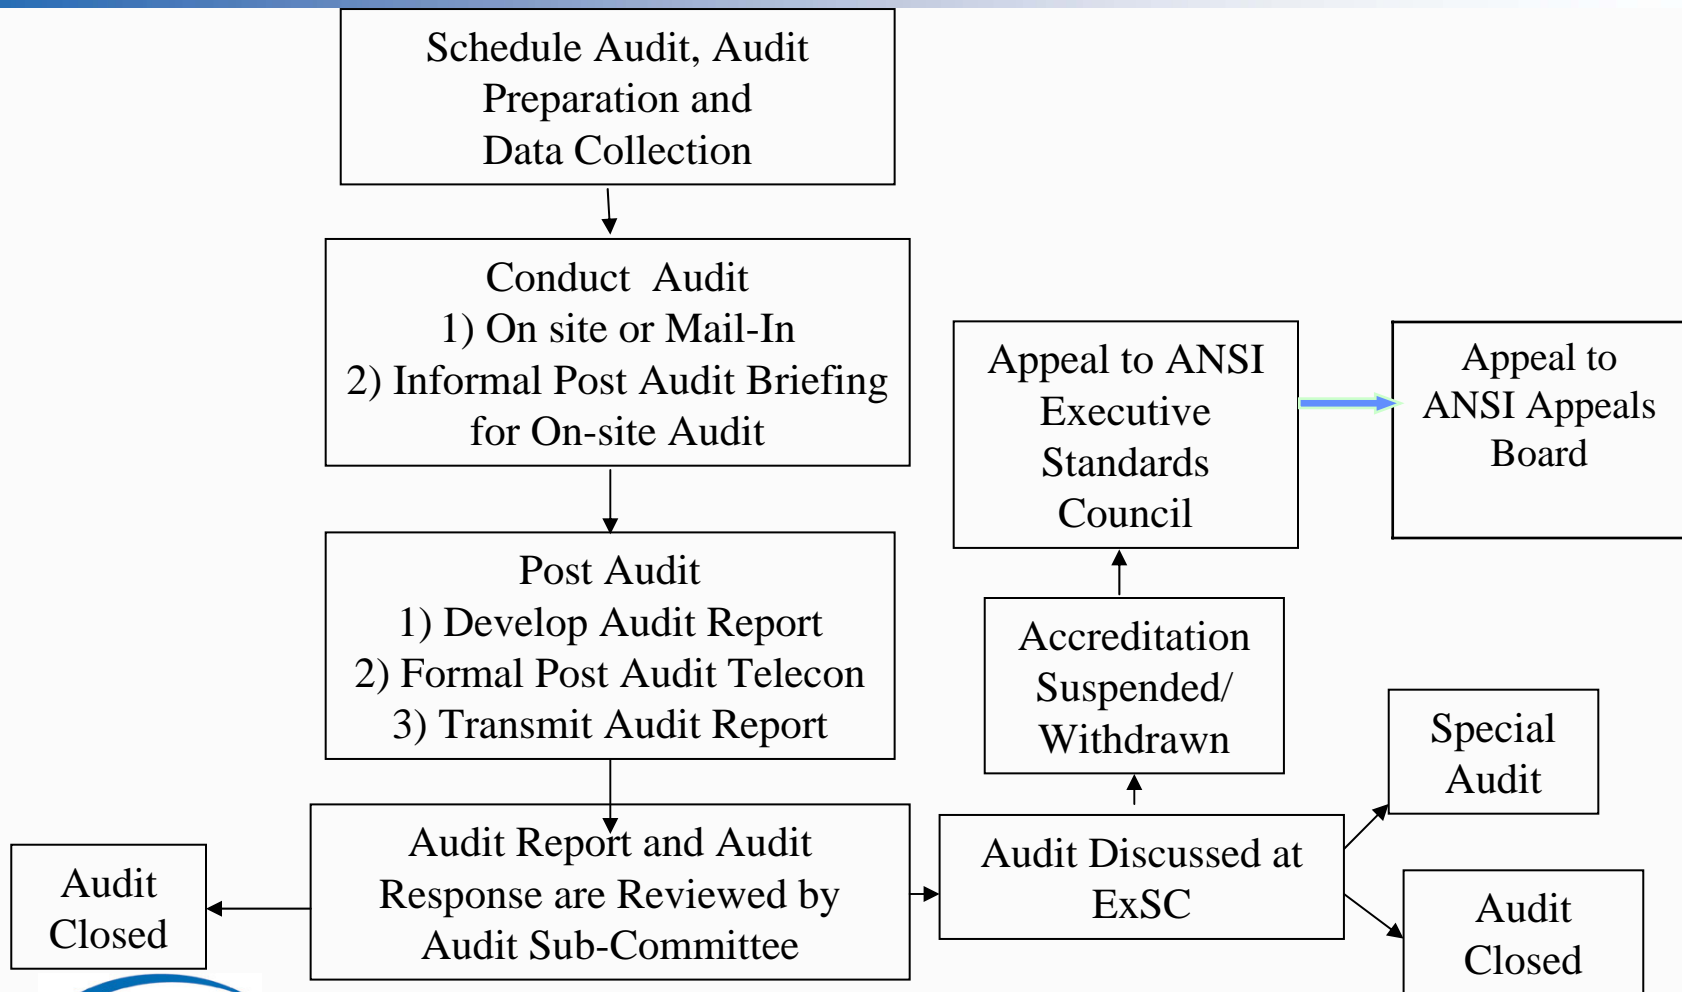 Schedule Audit, Audit
Preparation and
Data Collection
Conduct Audit
1) On site or Mail-In
2) Informal Post Audit Briefing
for On-site Audit
Post Audit
1) Develop Audit Report
2) Formal Post Audit Telecon
3) Transmit Audit Report
Audit Report and Audit
Response are Reviewed by
Audit Sub-Committee
Audit
Closed
Audit Discussed at
ExSC
Accreditation
Suspended/
Withdrawn
Appeal to ANSI
Executive
Standards
Council
Appeal to
ANSI Appeals
Board
Special
Audit
Audit
Closed